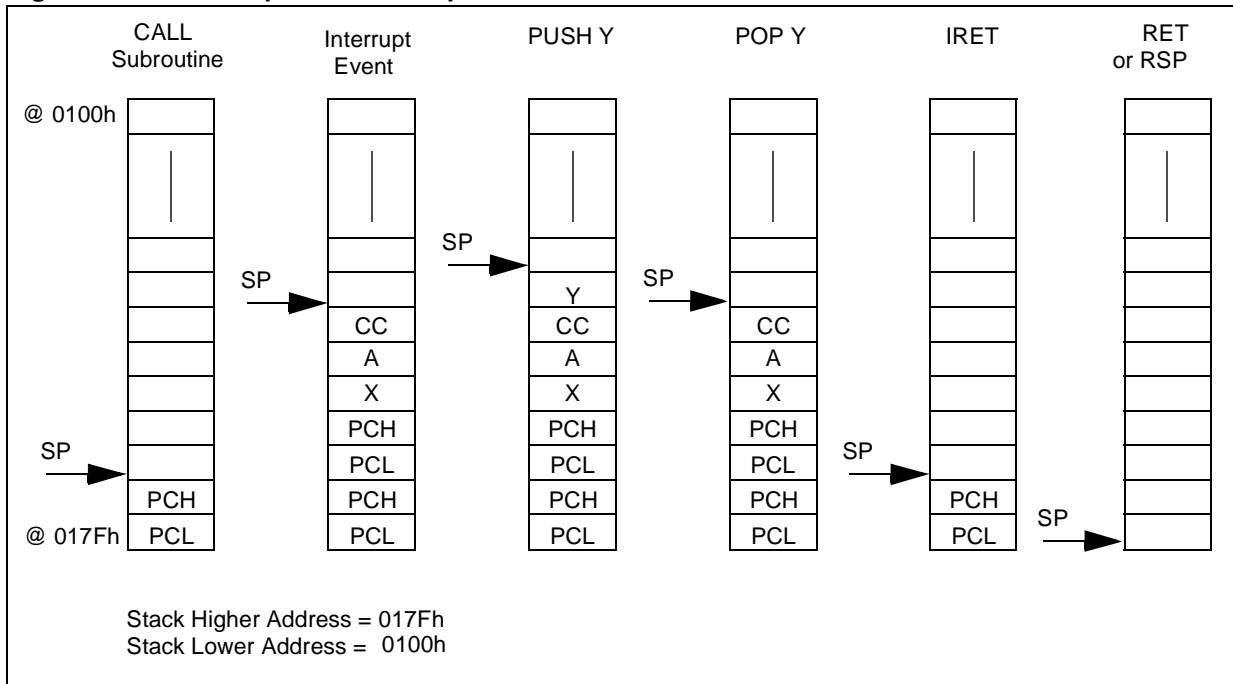 CALL
Subroutine
Interrupt
Event
PUSH Y
POP Y
IRET
RET
or RSP
@ 0100h
SP
SP
SP
Y
CC
CC
CC
A
A
A
X
X
X
PCH
PCH
PCH
SP
SP
PCL
PCL
PCL
PCH
PCH
PCH
PCH
PCH
SP
@ 017Fh
PCL
PCL
PCL
PCL
PCL
Stack Higher Address = 017Fh
Stack Lower Address = 0100h